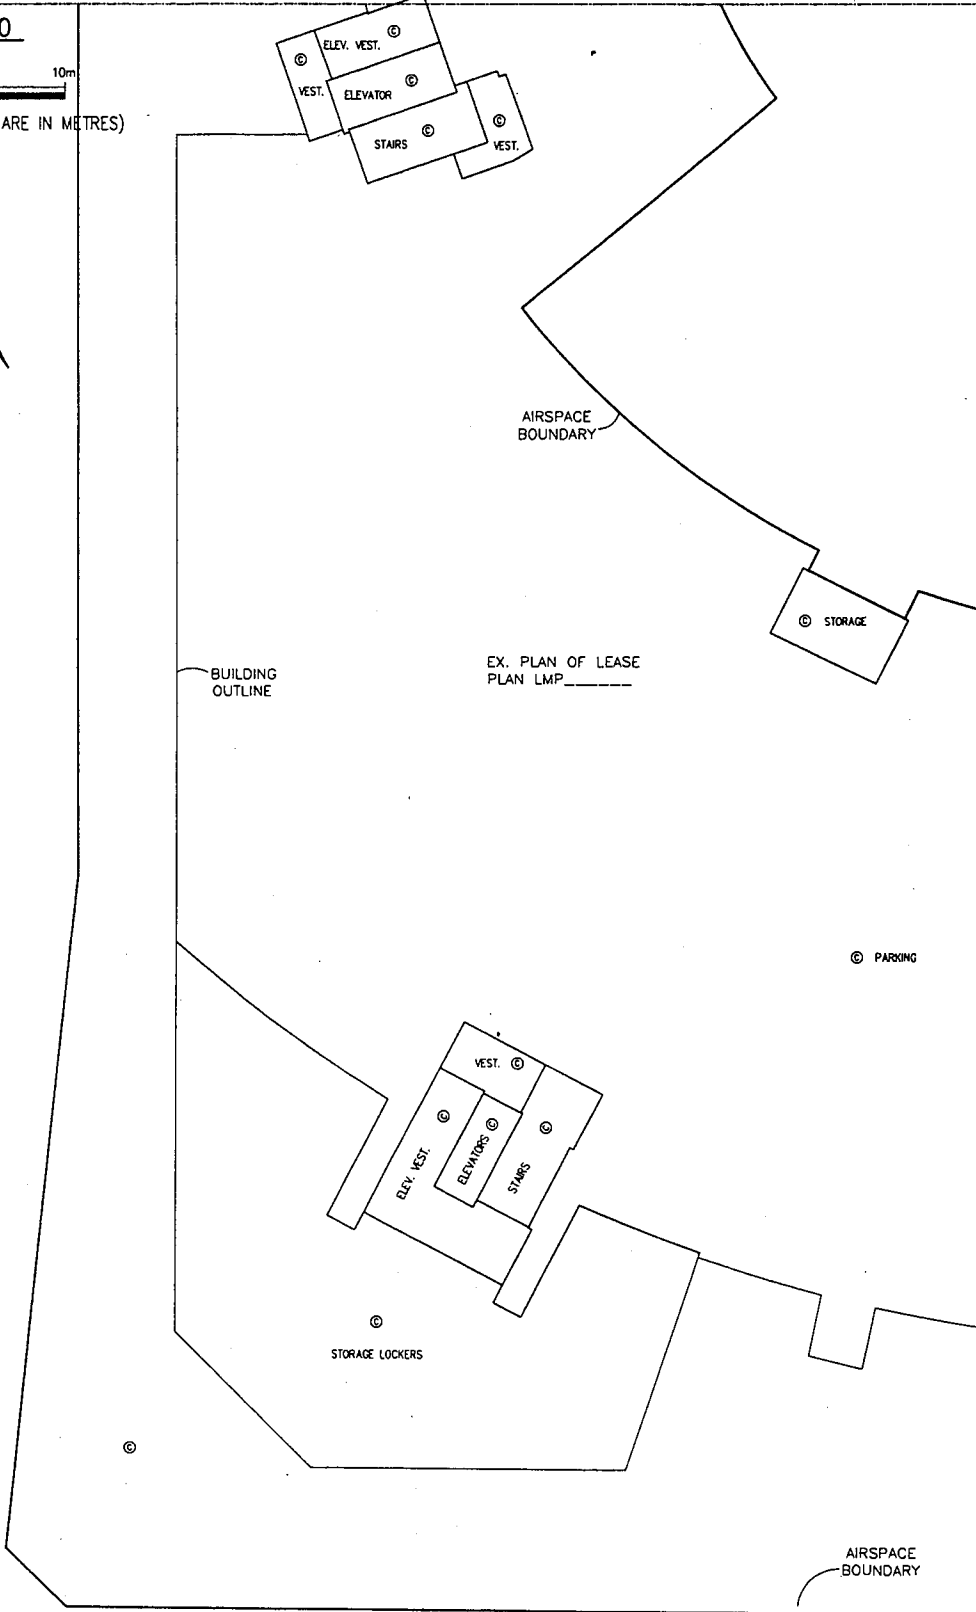 0
10m
ARE IN METRES)
ELEV. VEST. ©
©
VEST.
ELEVATOR ©
STAIRS ©
©
VEST.
AIRSPACE
BOUNDARY
© STORAGE
BUILDING
OUTLINE
EX. PLAN OF LEASE
PLAN LMP______
© PARKING
VEST. ©
©
ELEV. VEST.
©
ELEVATORS
©
STAIRS
©
STORAGE LOCKERS
©
AIRSPACE
BOUNDARY